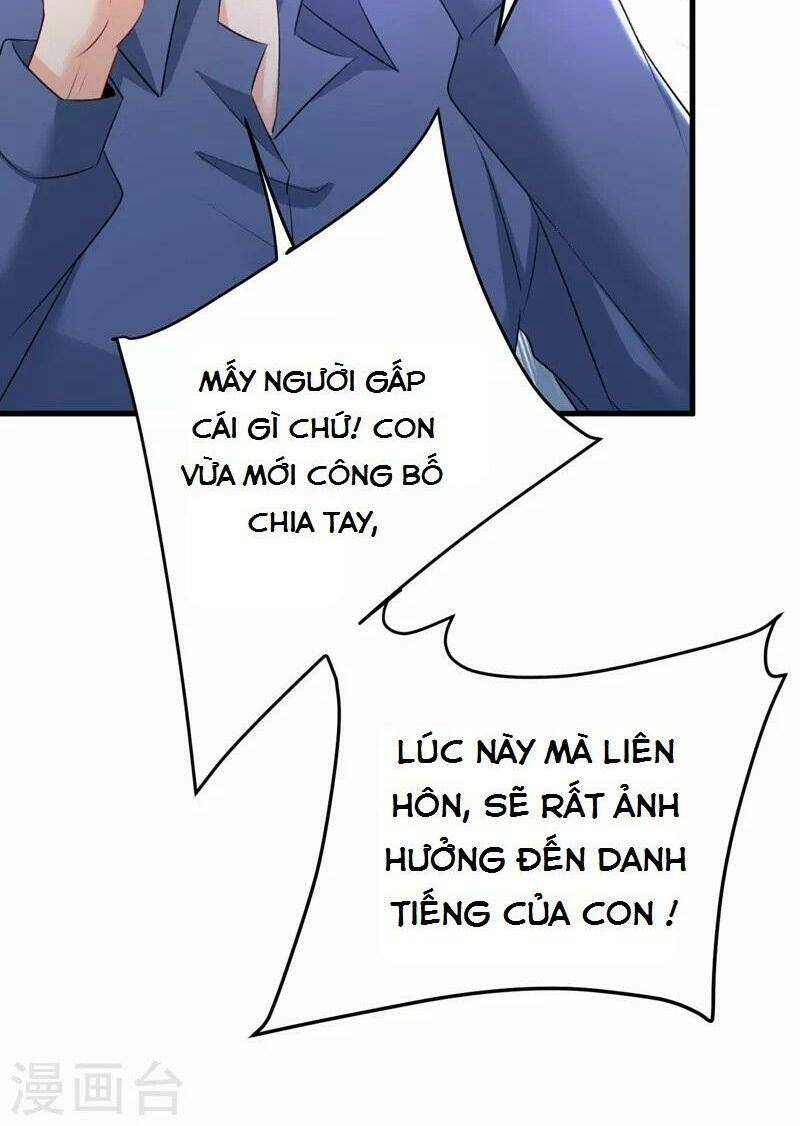 MẤY NGƯỜI GẤP
CÁI GÌ CHỨ! CON
VỪA MỚI CÔNG BỐ
CHIA TAY,
LÚC NÀY MÀ LIÊN
HÔN, SẼ RẤT ẢNH
HƯỞNG ĐẾN DANH
TIẾNG CỦA CON !
漫画台